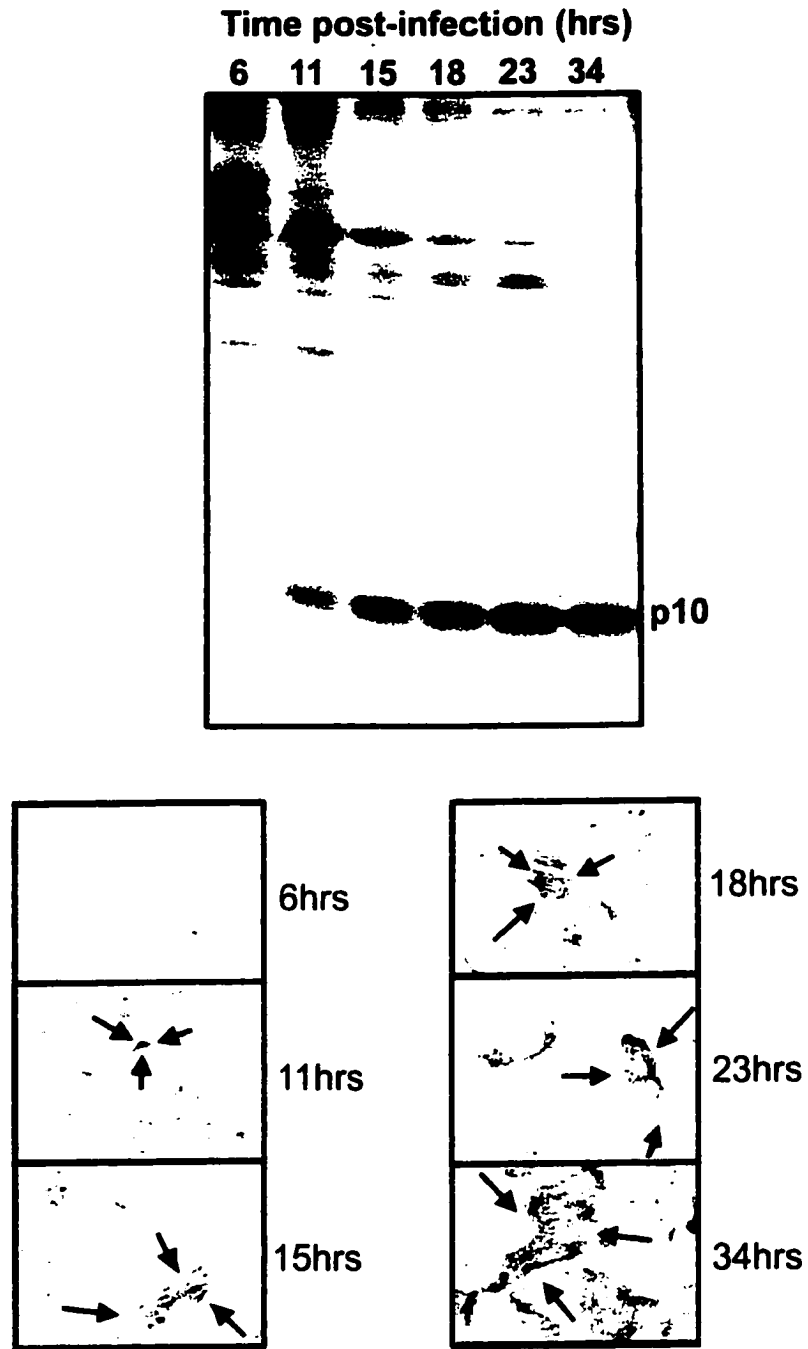 Time post-infection (hrs)
6 11 15 18 23 34
p10
6hrs
11hrs
15hrs
18hrs
23hrs
34hrs